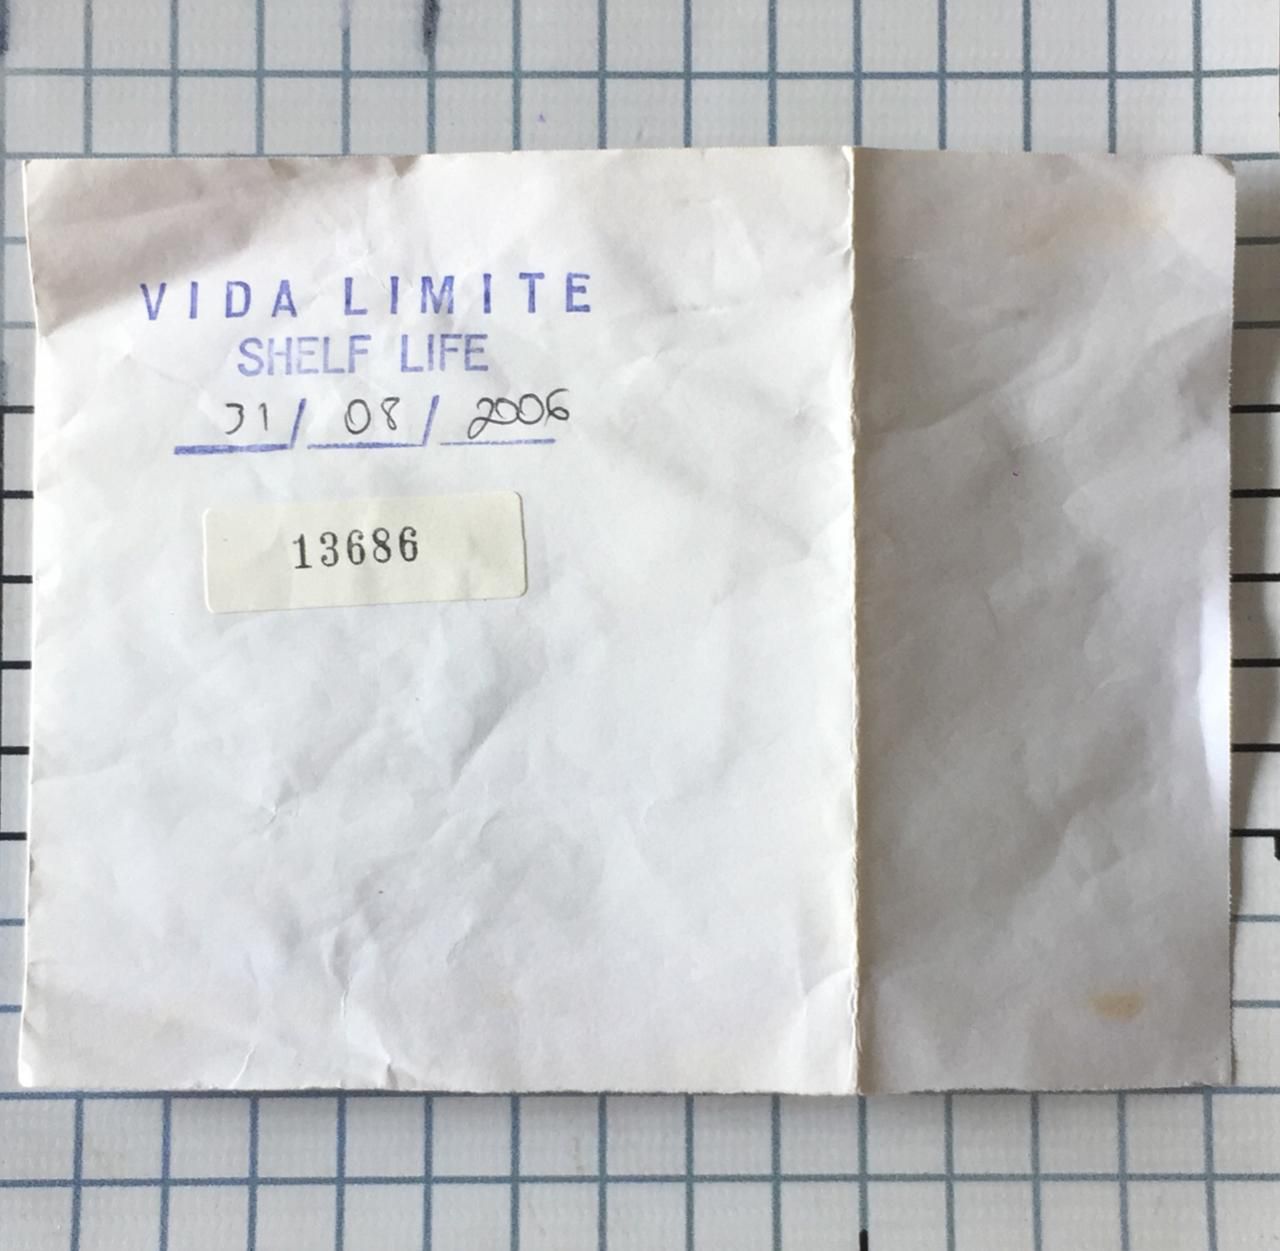 VIDA LIMITE
SHELF LIFE
31/08/2006
13686